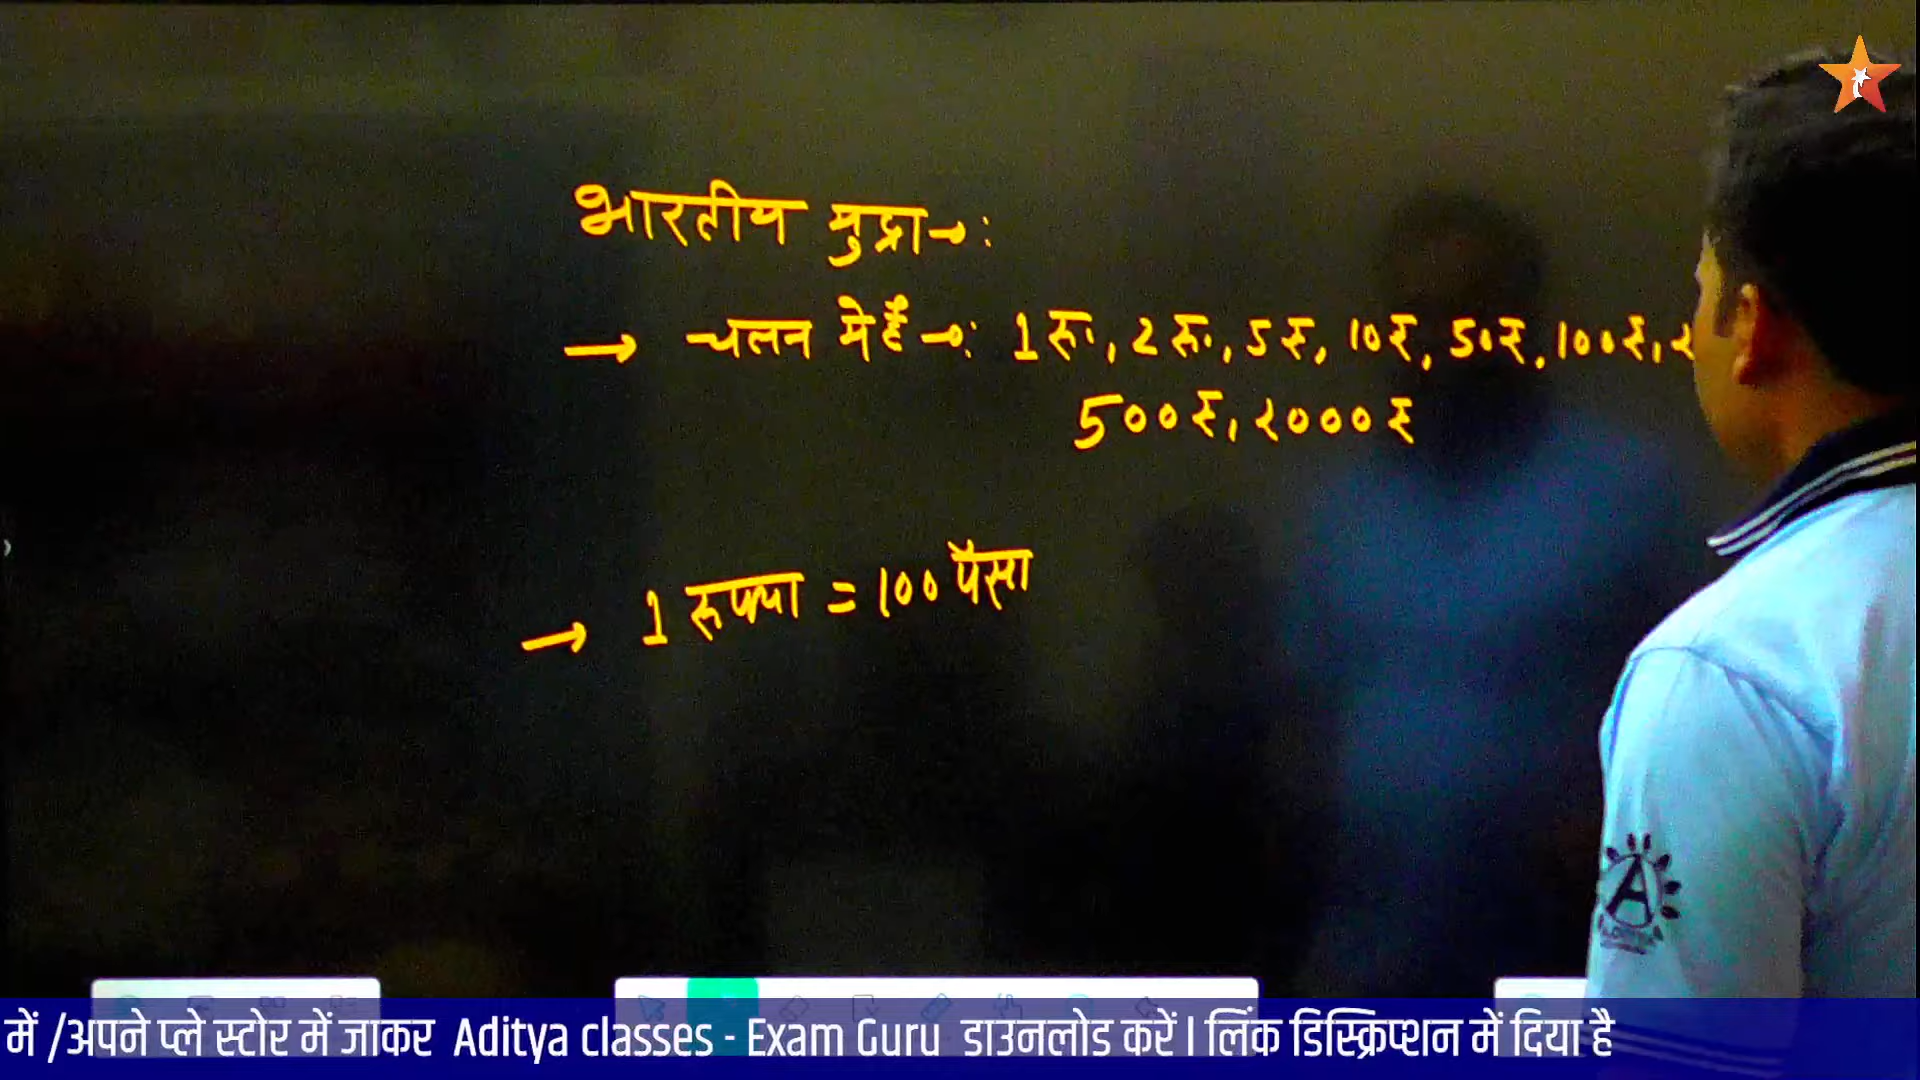 भारतीय मुद्रा→:
→ चलन में हैं→: 1 रू., 2 रू., 5 ₹, 10 ₹, 50 ₹, 100 ₹, 2
500 ₹, 2000 ₹
→ 1 रूपया = 100 पैसा
A
में /अपने प्ले स्टोर में जाकर Aditya classes - Exam Guru डाउनलोड करें । लिंक डिस्क्रिप्शन में दिया है